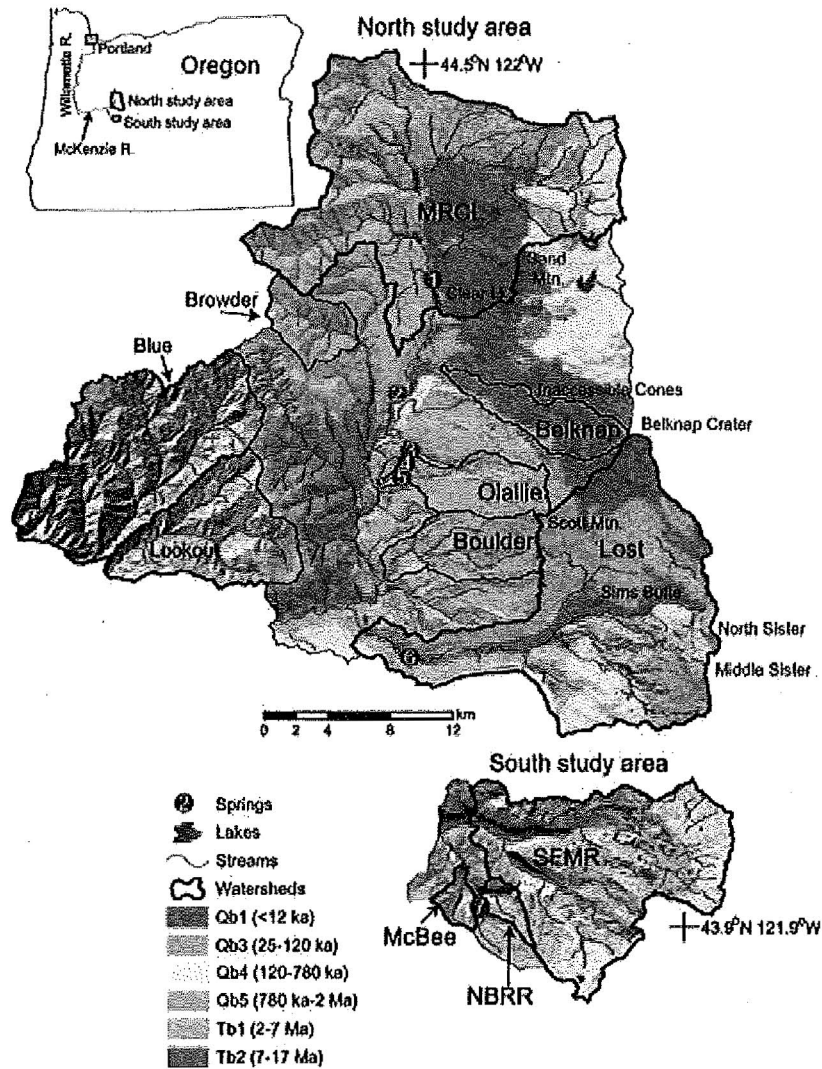 North study area
44.5°N 122°W
Portland
Oregon
Willamette R.
North study area
South study area
McKenzie R.
MRCL
Sand
Mtn.
Clear Lk.
Browder
Blue
Inaccessible Cones
Belknap
Belknap Crater
Olallie
Scott Mtn.
Boulder
Lost
Lookout
Sims Butte
North Sister
Middle Sister
km
0 2 4 8 12
South study area
Springs
Lakes
Streams
Watersheds
Qb1 (<12 ka)
Qb3 (25-120 ka)
Qb4 (120-780 ka)
Qb5 (780 ka-2 Ma)
Tb1 (2-7 Ma)
Tb2 (7-17 Ma)
SEMR
McBee
NBRR
43.9°N 121.9°W